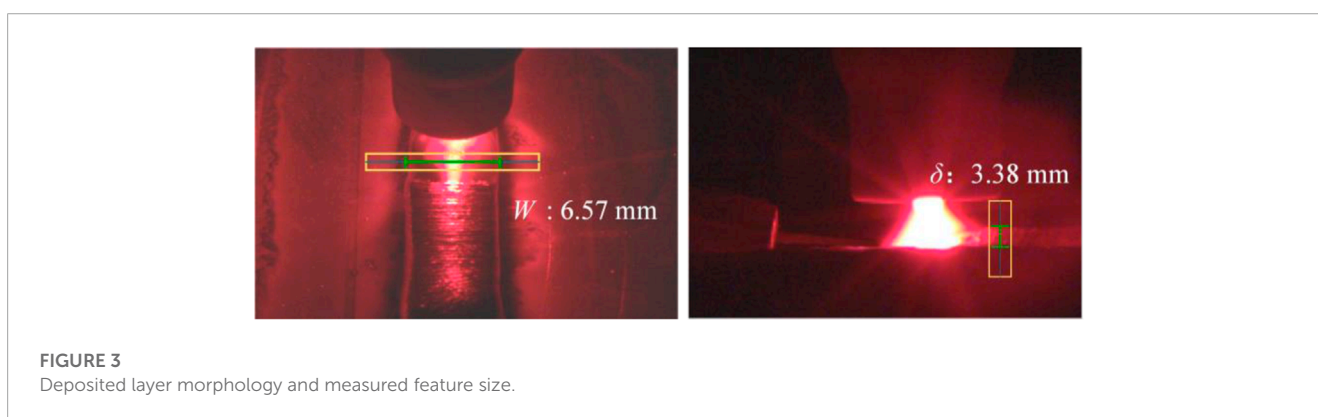 W : 6.57 mm
δ: 3.38 mm
FIGURE 3
Deposited layer morphology and measured feature size.